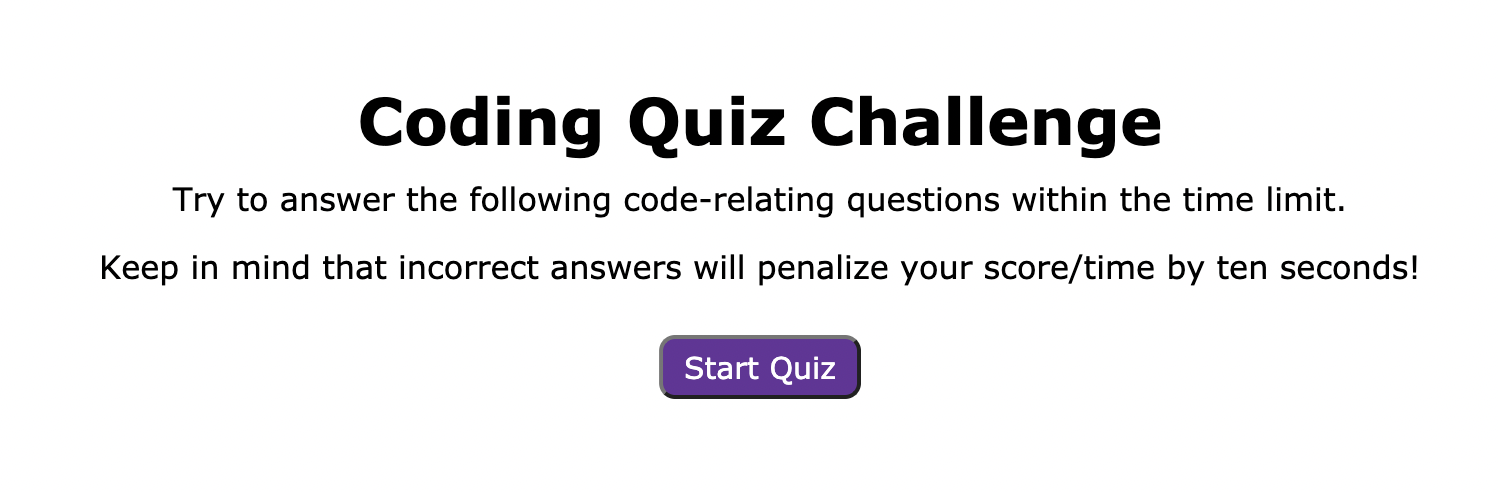 Coding Quiz Challenge
Try to answer the following code-relating questions within the time limit.
Keep in mind that incorrect answers will penalize your score/time by ten seconds!
Start Quiz